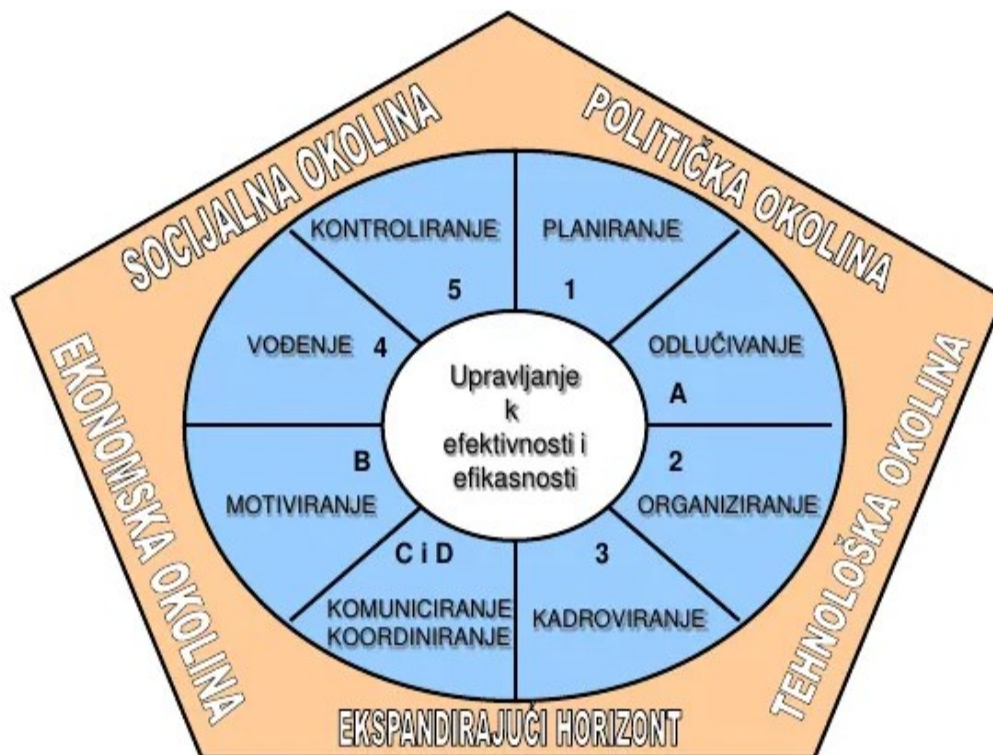 SOCIJALNA OKOLINA
POLITIČKA OKOLINA
KONTROLIRANJE
PLANIRANJE
5
1
VOĐENJE
4
ODLUČIVANJE
A
Upravljanje
k
efektivnosti i
efikasnosti
EKONOMSKA OKOLINA
TEHNOLOŠKA OKOLINA
B
2
MOTIVIRANJE
ORGANIZIRANJE
C i D
3
KOMUNICIRANJE
KOORDINIRANJE
KADROVIRANJE
EKSPANDIRAJUČI HORIZONT